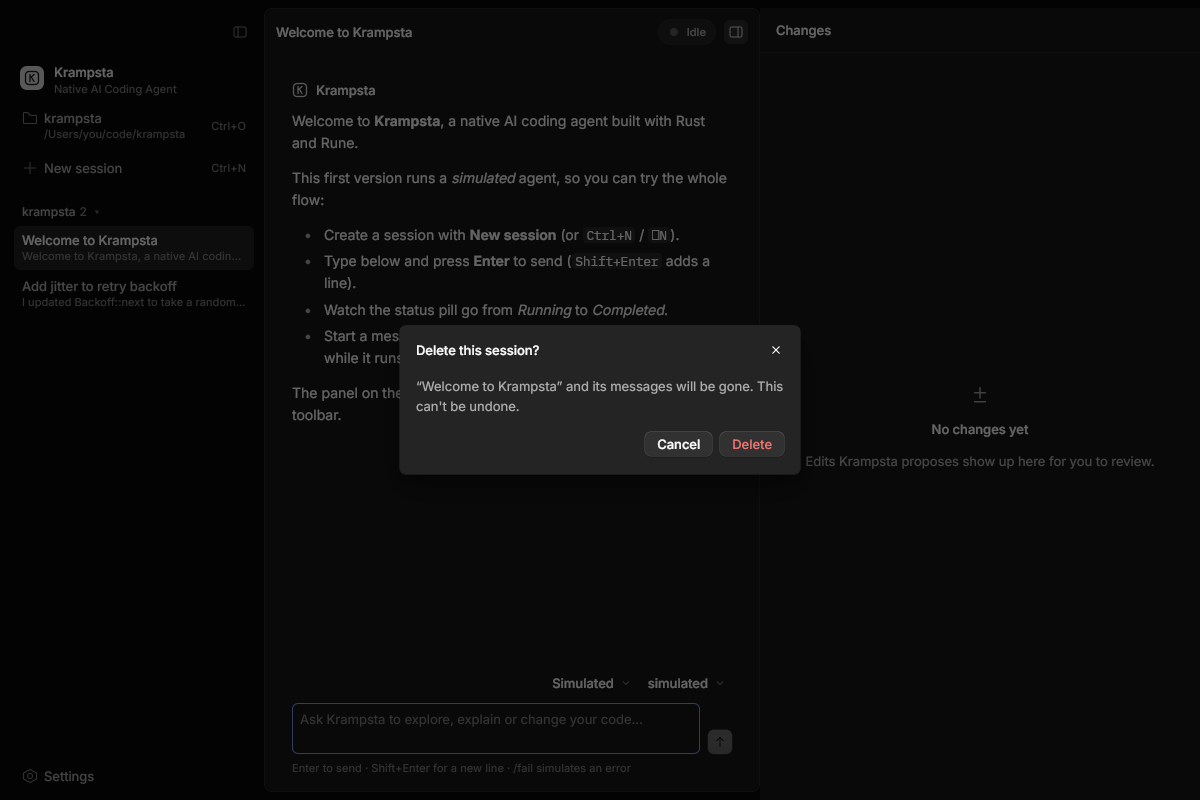 Welcome to Krampsta
Idle
Changes
Krampsta
Native AI Coding Agent
krampsta
/Users/you/code/krampsta
Ctrl+O
New session
Ctrl+N
krampsta 2
Welcome to Krampsta
Welcome to Krampsta, a native AI codin...
Add jitter to retry backoff
I updated Backoff::next to take a random...
Settings
Krampsta
Welcome to Krampsta, a native AI coding agent built with Rust
and Rune.
This first version runs a simulated agent, so you can try the whole
flow:
• Create a session with New session (or Ctrl+N / N).
• Type below and press Enter to send ( Shift+Enter adds a
line).
• Watch the status pill go from Running to Completed.
• Start a mes
while it runs
The panel on the
toolbar.
Delete this session?
“Welcome to Krampsta” and its messages will be gone. This
can't be undone.
Cancel
Delete
No changes yet
Edits Krampsta proposes show up here for you to review.
Simulated
simulated
Ask Krampsta to explore, explain or change your code...
Enter to send · Shift+Enter for a new line · /fail simulates an error